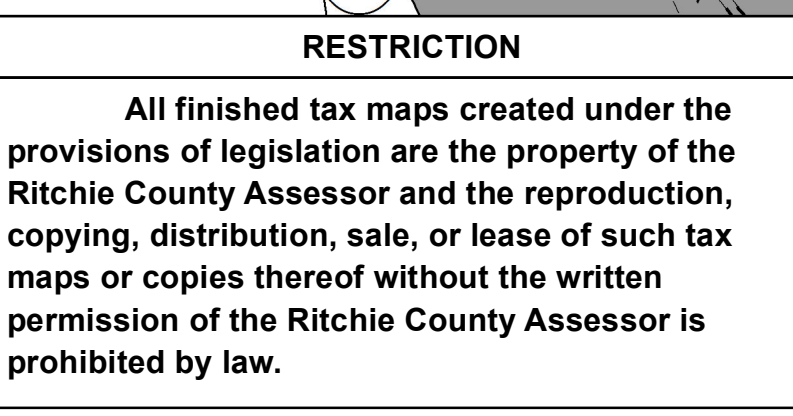 RESTRICTION
All finished tax maps created under the
provisions of legislation are the property of the
Ritchie County Assessor and the reproduction,
copying, distribution, sale, or lease of such tax
maps or copies thereof without the written
permission of the Ritchie County Assessor is
prohibited by law.